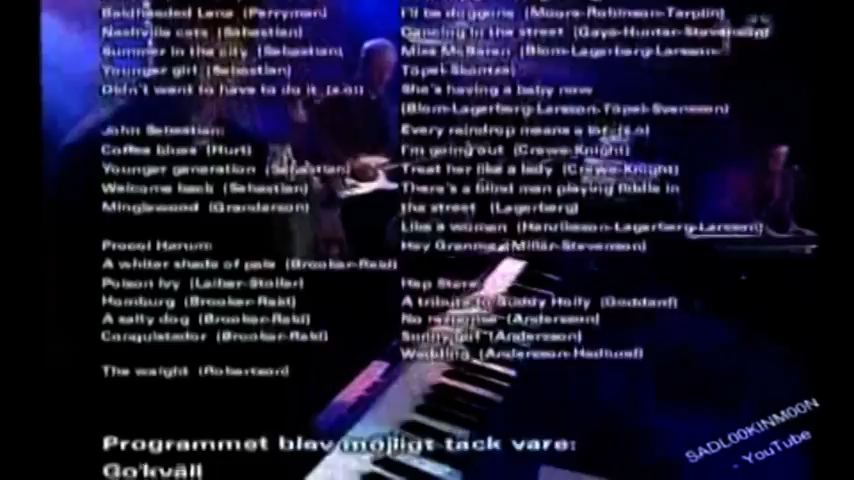 Baldheaded Lena (Perryman)
Nashville cats (Sebastian)
Summer in the city (Sebastian)
Younger girl (Sebastian)
Didn't want to have to do it (s.o.)
John Sebastian:
Coffee blues (Hurt)
Younger generation (Sebastian)
Welcome back (Sebastian)
Minglewood (Granderson)
Procol Harum:
A whiter shade of pale (Brooker-Reid)
Poison Ivy (Leiber-Stoller)
Homburg (Brooker-Reid)
A salty dog (Brooker-Reid)
Conquistador (Brooker-Reid)
The weight (Robertson)
I'll be doggone (Moore-Robinson-Tarplin)
Dancing in the street (Gaye-Hunter-Stevenson)
Miss McBaren (Blom-Lagerberg-Larsson-
Töpel-Skantze)
She's having a baby now
(Blom-Lagerberg-Larsson-Töpel-Svensson)
Every raindrop means a lot (s.o)
I'm going out (Crewe-Knight)
Treat her like a lady (Crewe-Knight)
There's a blind man playing fiddle in
the street (Lagerberg)
Like a woman (Henriksson-Lagerberg-Larsson)
Hey Granma (Miller-Stevenson)
Hep Stars:
A tribute to Buddy Holly (Goddard)
No response (Andersson)
Sunny girl (Andersson)
Wedding (Andersson-Hedlund)
Programmet blev möjligt tack vare:
Go'kväll
SADL00KINM00N
- YouTube